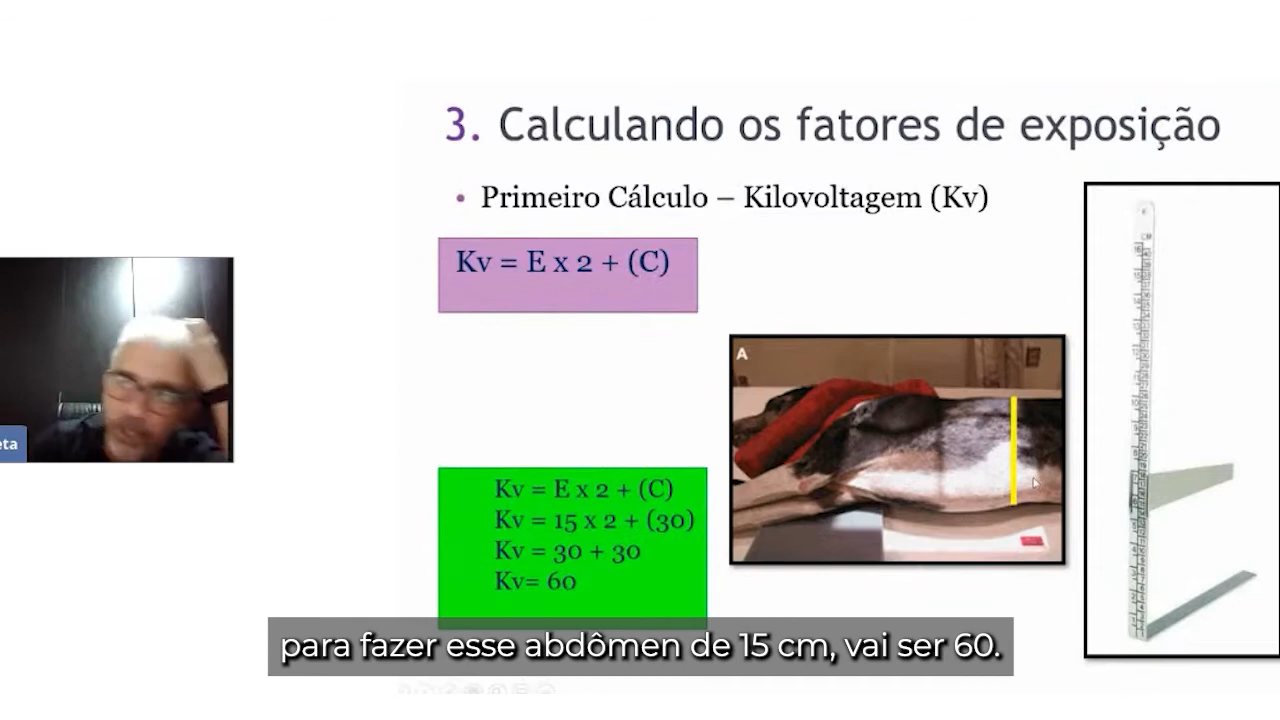 3. Calculando os fatores de exposição
• Primeiro Cálculo – Kilovoltagem (Kv)
Kv = E x 2 + (C)
A
Kv = E x 2 + (C)
Kv = 15 x 2 + (30)
Kv = 30 + 30
Kv= 60
eta
para fazer esse abdômen de 15 cm, vai ser 60.